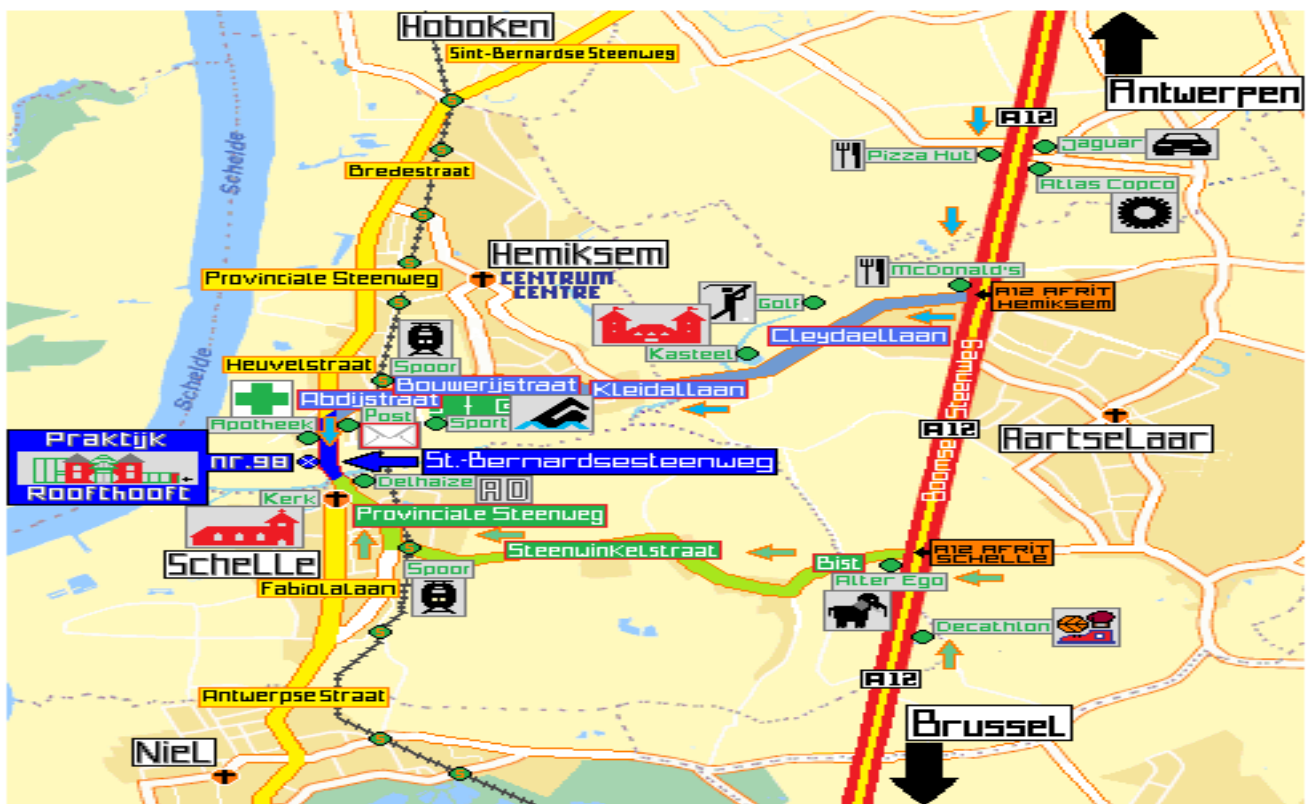 Hoboken
Sint-Bernardse Steenweg
Antwerpen
A12
Jaguar
Pizza Hut
Atlas Copco
Bredestraat
Schelde
Hemiksem
CENTRUM
CENTRE
Provinciale Steenweg
McDonald's
A12 AFRIT
HEMIKSEM
Golf
Cleydaellaan
Kasteel
Heuvelstraat
Spoor
Bouwerijstraat
Kleidallaan
Abdijstraat
Schelde
Post
Apotheek
Sport
Boomse Steenweg
A12
Aartselaar
Praktijk
Roofthooft
nr.98
St.-Bernardsesteenweg
Delhaize
AD
Kerk
Provinciale Steenweg
Steenwinkelstraat
A12 AFRIT
SCHELLE
Schelle
Bist
Spoor
Alter Ego
Fabiolalaan
Decathlon
A12
Antwerpse Straat
Brussel
Niel